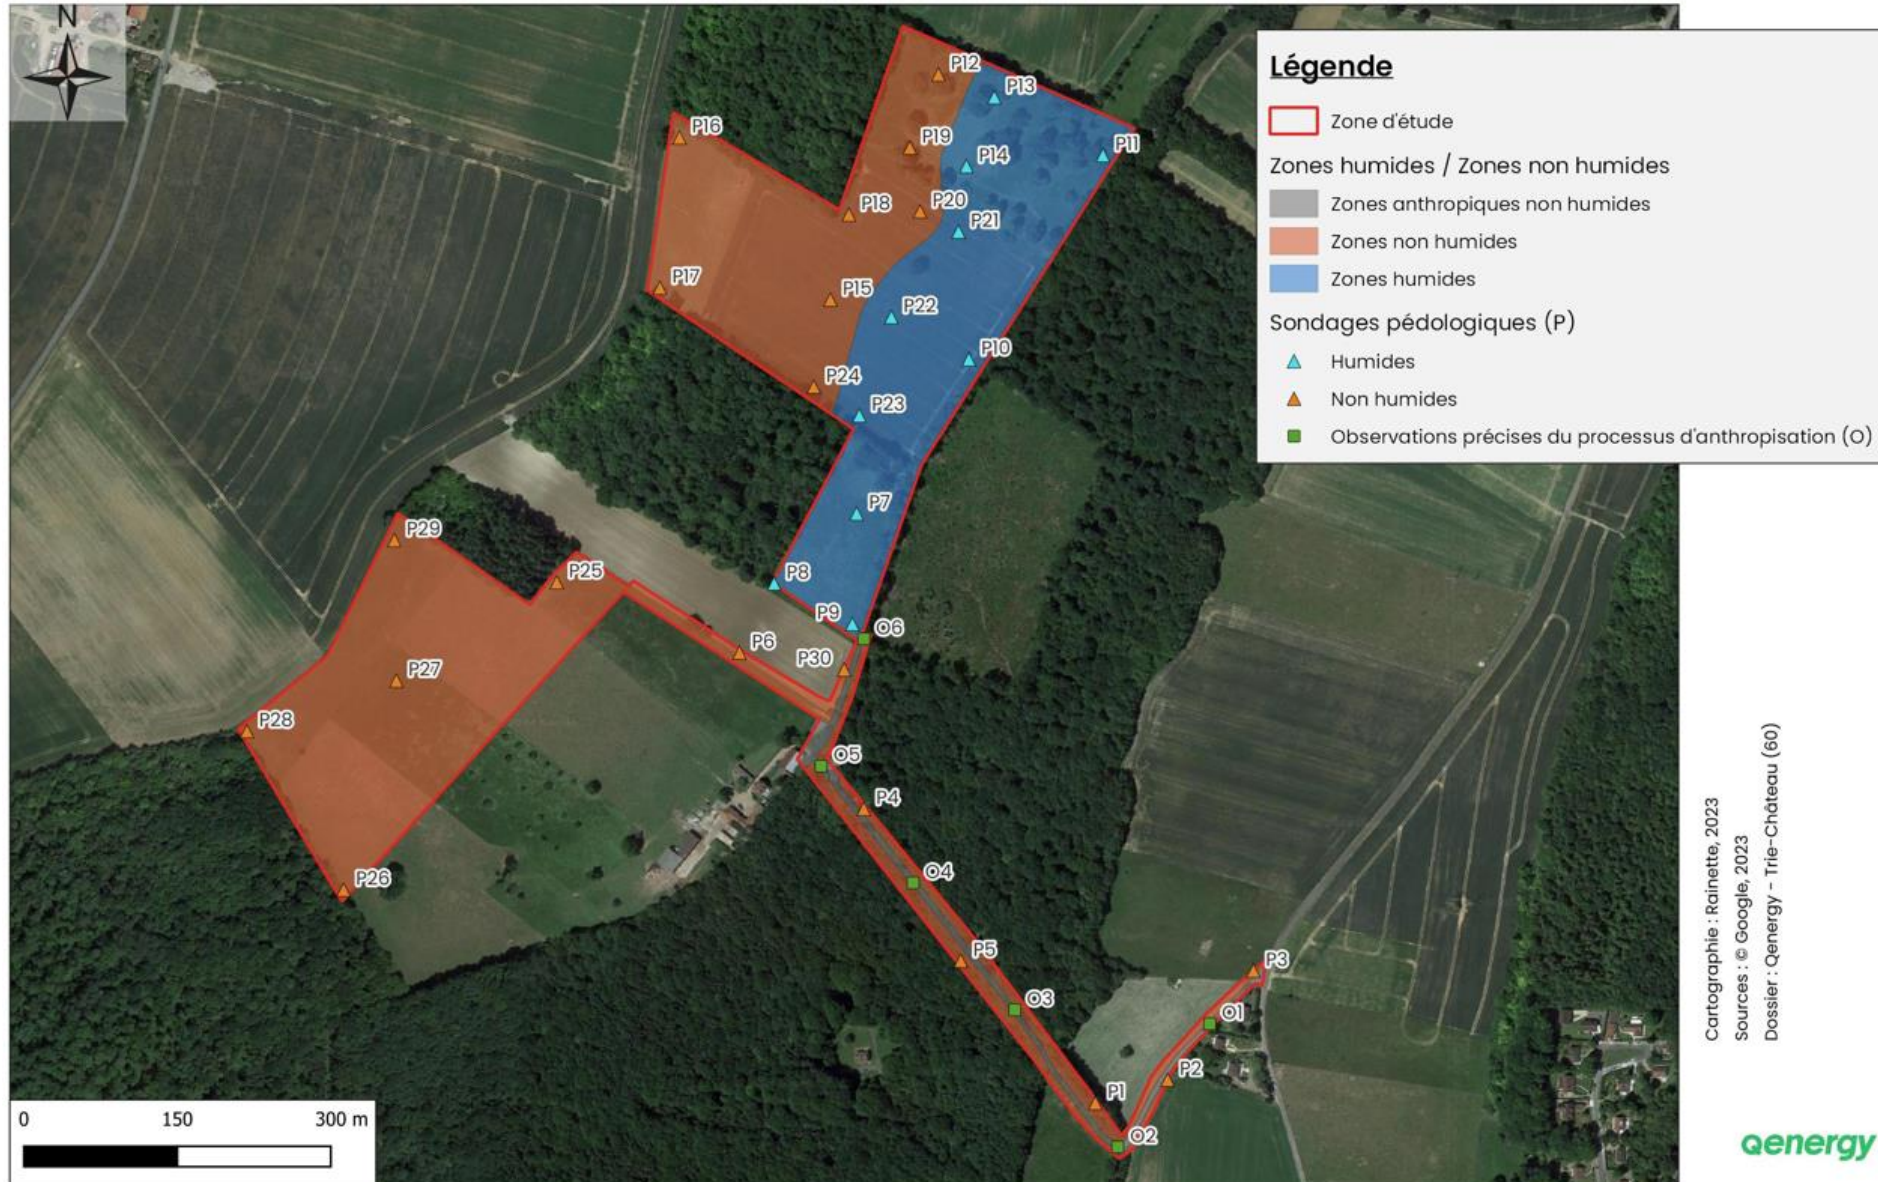 N
P12
P13
P16
P19
P14
P11
P18
P20
P21
P17
P15
P22
P10
P24
P23
P7
P29
P25
P8
P9
O6
P6
P30
P27
P28
O5
P4
P26
O4
P5
P3
O3
O1
P2
P1
O2
0 150 300 m
Légende
Zone d'étude
Zones humides / Zones non humides
Zones anthropiques non humides
Zones non humides
Zones humides
Sondages pédologiques (P)
Humides
Non humides
Observations précises du processus d'anthropisation (O)
Cartographie : Rainette, 2023
Sources : © Google, 2023
Dossier : Qenergy - Trie-Château (60)
qenergy